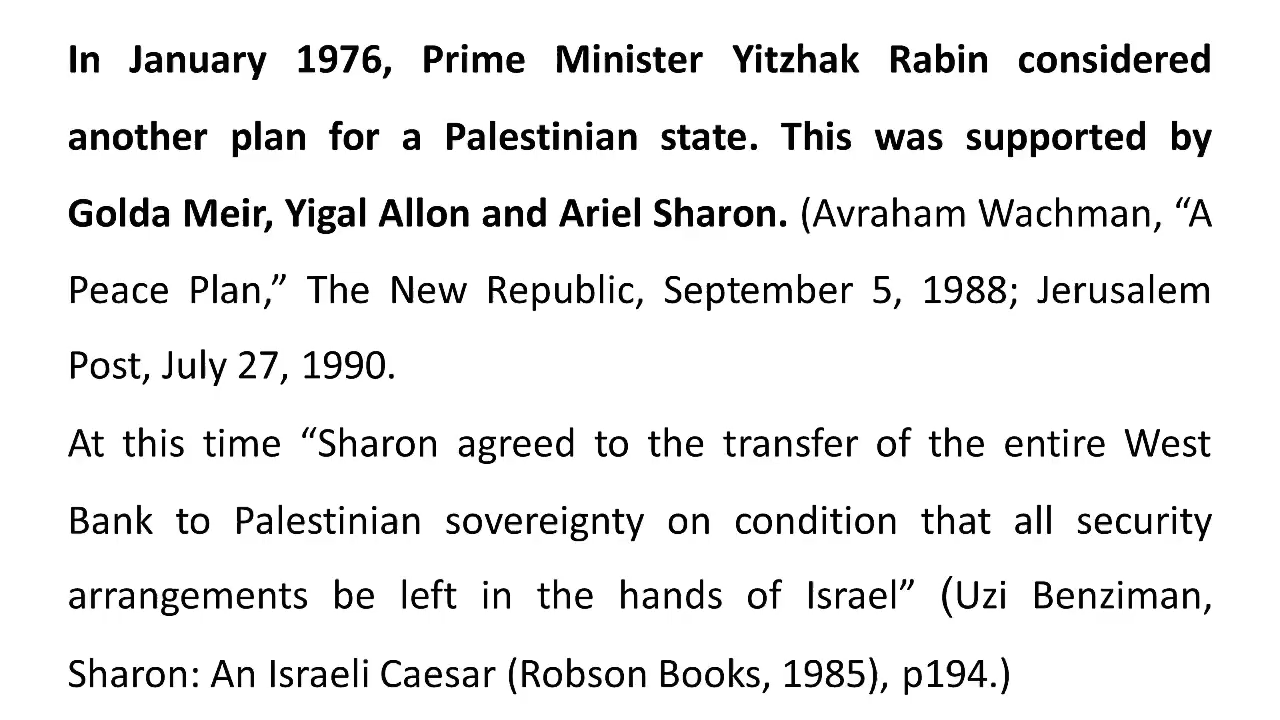 In January 1976, Prime Minister Yitzhak Rabin considered
another plan for a Palestinian state. This was supported by
Golda Meir, Yigal Allon and Ariel Sharon. (Avraham Wachman, “A
Peace Plan,” The New Republic, September 5, 1988; Jerusalem
Post, July 27, 1990.
At this time “Sharon agreed to the transfer of the entire West
Bank to Palestinian sovereignty on condition that all security
arrangements be left in the hands of Israel” (Uzi Benziman,
Sharon: An Israeli Caesar (Robson Books, 1985), p194.)